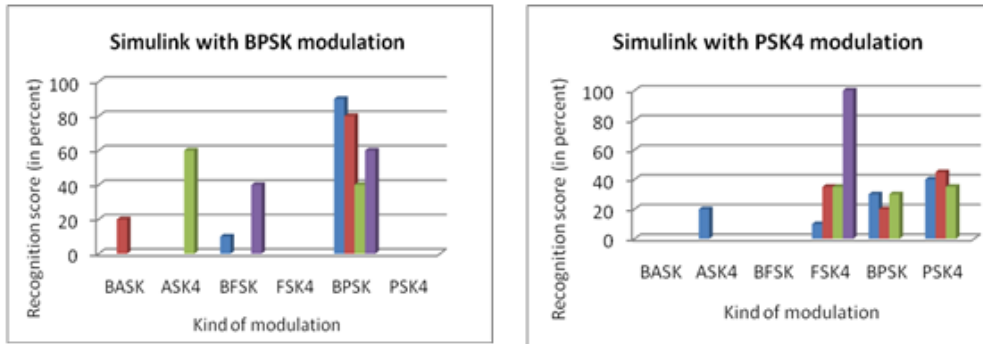 Simulink with BPSK modulation
Recognition score (in percent)
100
80
60
40
20
0
BASK ASK4 BFSK FSK4 BPSK PSK4
Kind of modulation
Simulink with PSK4 modulation
Recognition score (in percent)
100
80
60
40
20
0
BASK ASK4 BFSK FSK4 BPSK PSK4
Kind of modulation